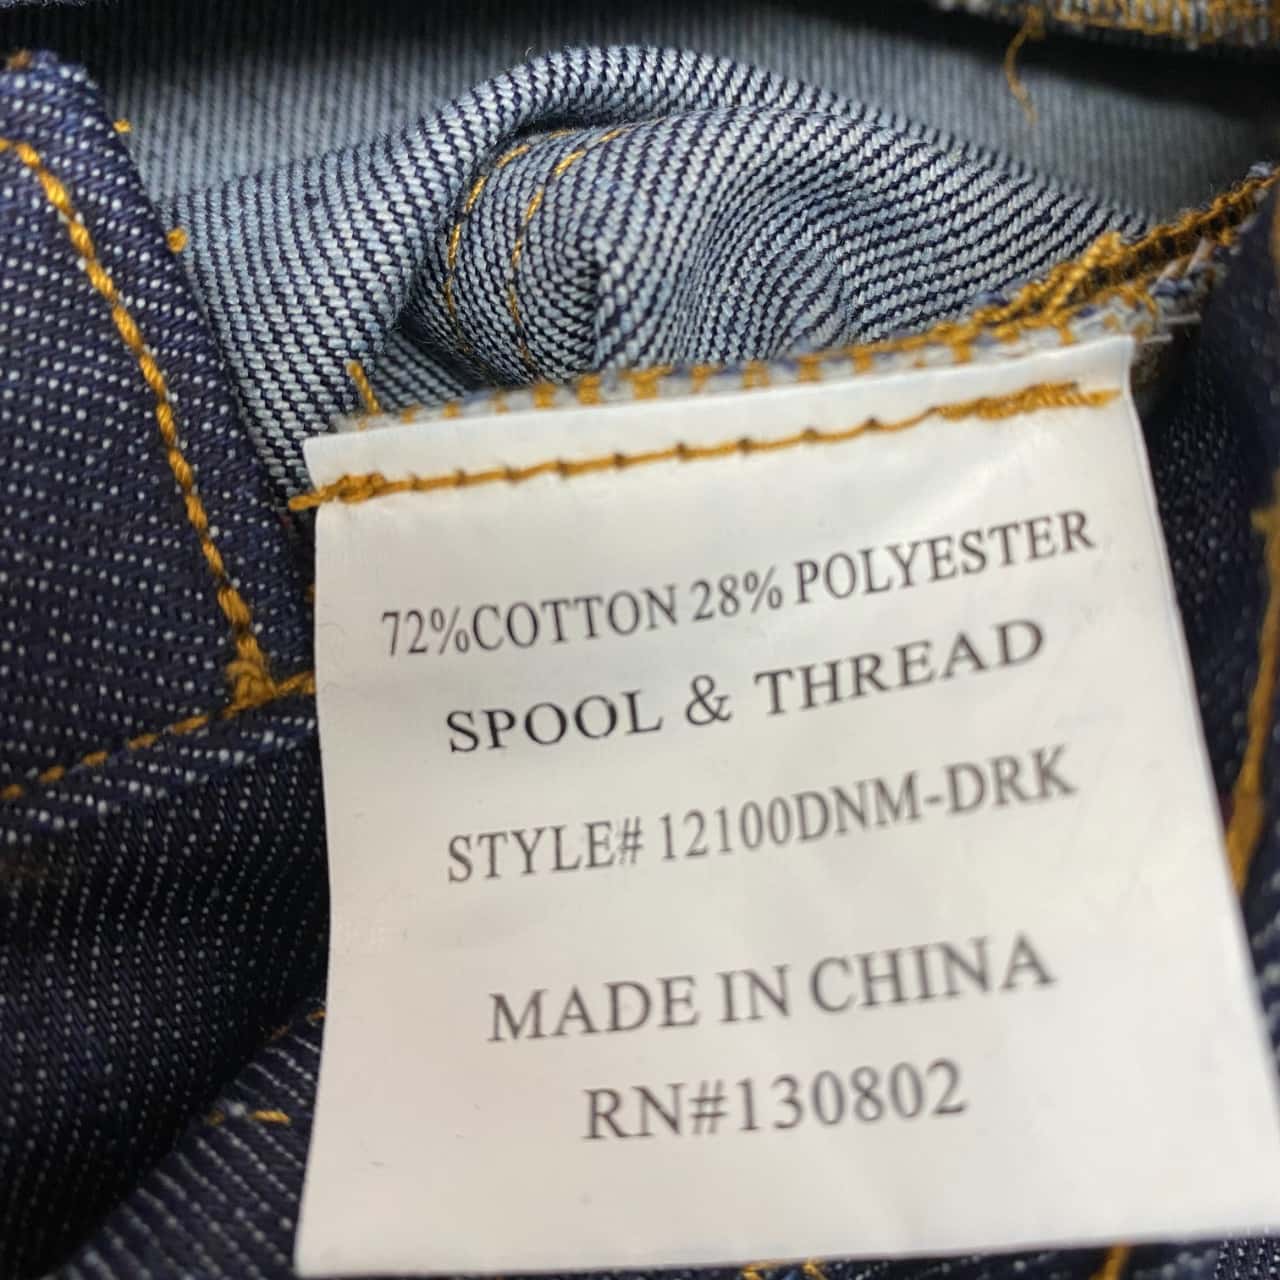 72%COTTON 28% POLYESTER
SPOOL & THREAD
STYLE# 12100DNM-DRK
MADE IN CHINA
RN#130802